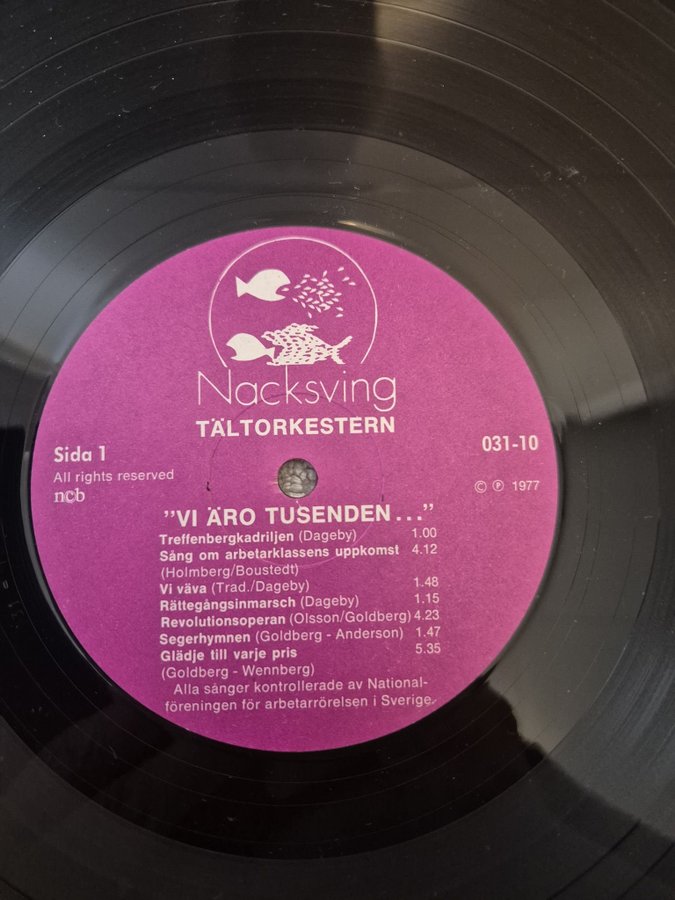 Nacksving
TÄLTORKESTERN
Sida 1
031-10
All rights reserved
ncb
© ℗ 1977
"VI ÄRO TUSENDEN..."
Treffenbergkadriljen (Dageby) 1.00
Sång om arbetarklassens uppkomst 4.12
(Holmberg/Boustedt)
Vi väva (Trad./Dageby) 1.48
Rättegångsinmarsch (Dageby) 1.15
Revolutionsoperan (Olsson/Goldberg) 4.23
Segerhymnen (Goldberg - Anderson) 1.47
Glädje till varje pris 5.35
(Goldberg - Wennberg)
Alla sånger kontrollerade av National-
föreningen för arbetarrörelsen i Sverige.